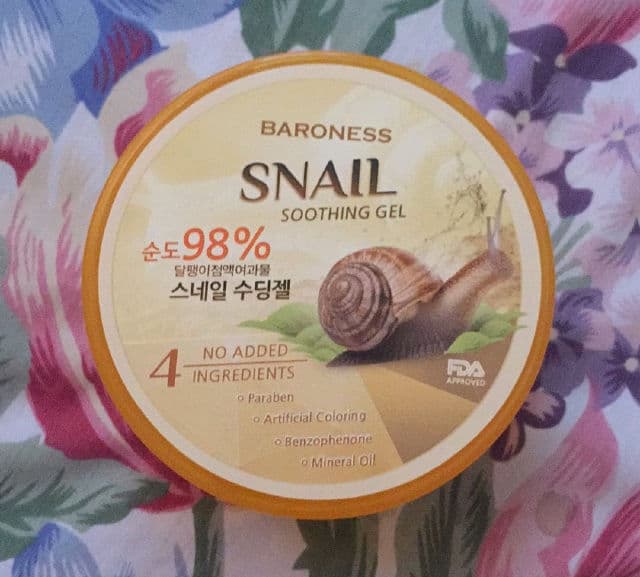 BARONESS
SNAIL
SOOTHING GEL
순도98%
달팽이점액여과물
스네일 수딩젤
4 NO ADDED
INGREDIENTS
Paraben
Artificial Coloring
Benzophenone
Mineral Oil
FDA
APPROVED